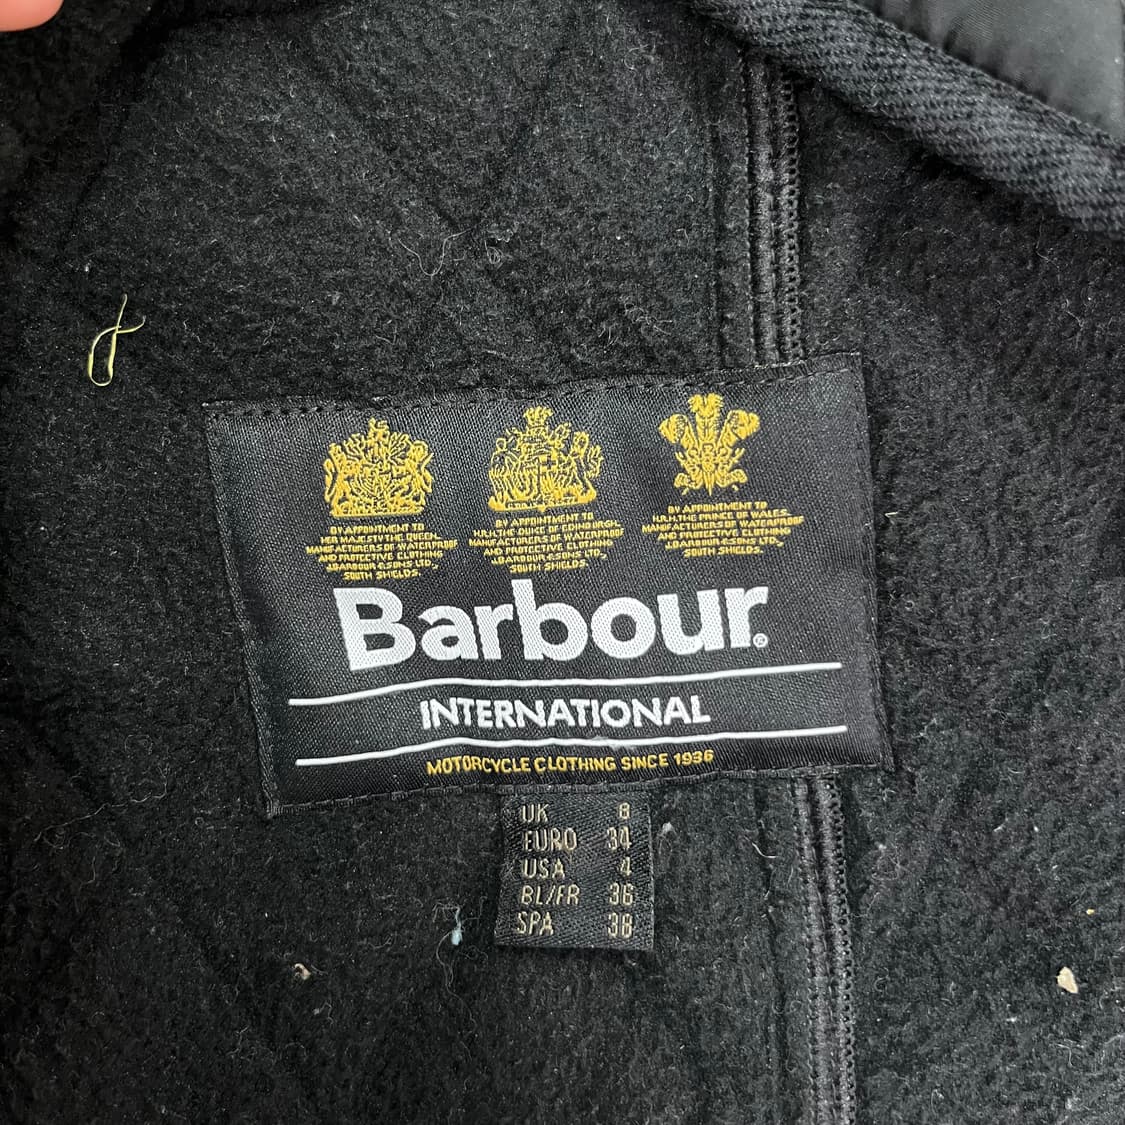 BY APPOINTMENT TO
HER MAJESTY THE QUEEN,
MANUFACTURERS OF WATERPROOF
AND PROTECTIVE CLOTHING
J.BARBOUR & SONS LTD.,
SOUTH SHIELDS.
BY APPOINTMENT TO
H.R.H. THE DUKE OF EDINBURGH,
MANUFACTURERS OF WATERPROOF
AND PROTECTIVE CLOTHING
J.BARBOUR & SONS LTD.,
SOUTH SHIELDS.
BY APPOINTMENT TO
H.R.H. THE PRINCE OF WALES,
MANUFACTURERS OF WATERPROOF
AND PROTECTIVE CLOTHING
J.BARBOUR & SONS LTD.,
SOUTH SHIELDS.
Barbour®
INTERNATIONAL
MOTORCYCLE CLOTHING SINCE 1936
UK 8
EURO 34
USA 4
BL/FR 36
SPA 38